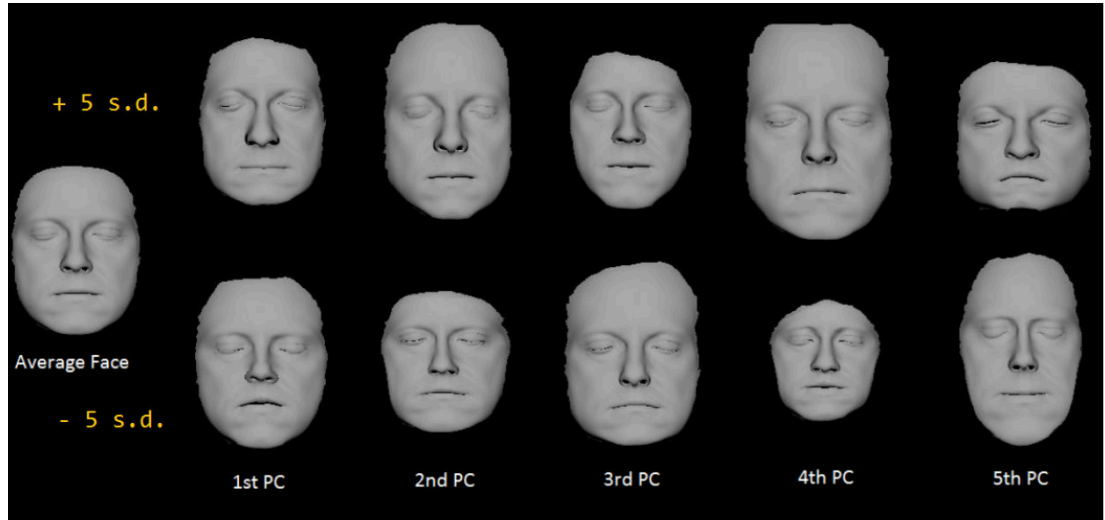 + 5 s.d.
Average Face
- 5 s.d.
1st PC
2nd PC
3rd PC
4th PC
5th PC